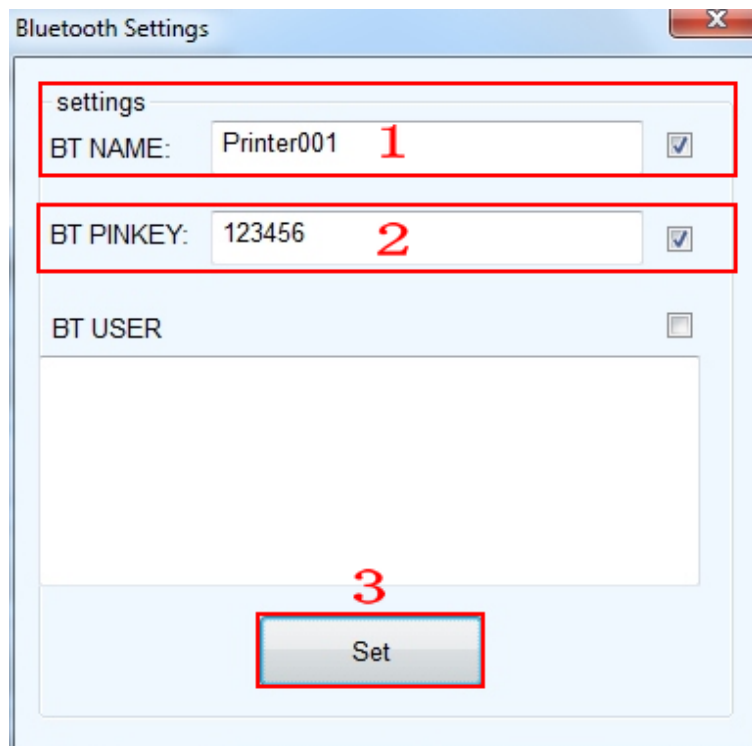 Bluetooth Settings
settings
BT NAME: Printer001 1
BT PINKEY: 123456 2
BT USER
3
Set